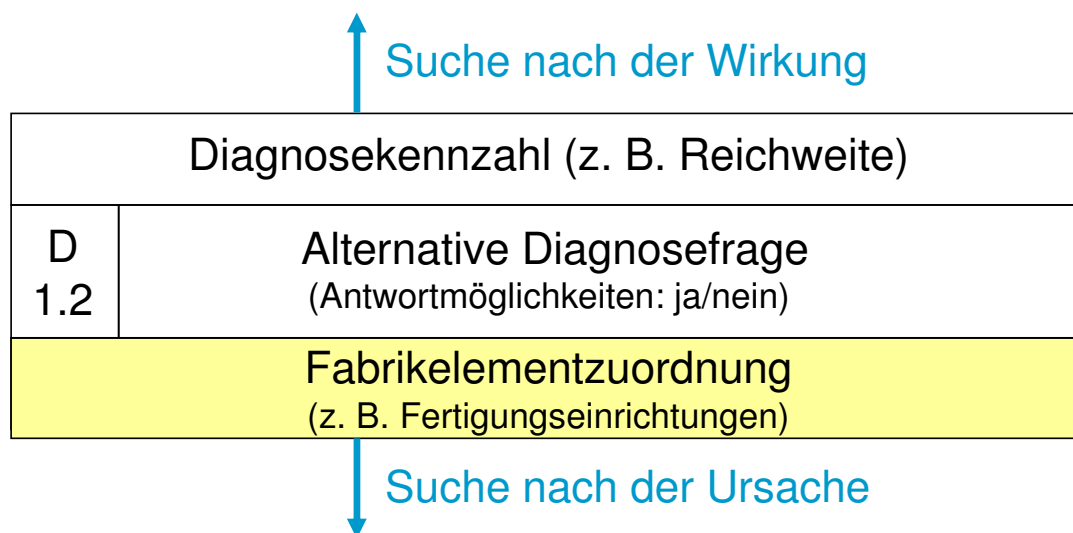 Suche nach der Wirkung
Diagnosekennzahl (z. B. Reichweite)
D
1.2
Alternative Diagnosefrage
(Antwortmöglichkeiten: ja/nein)
Fabrikelementzuordnung
(z. B. Fertigungseinrichtungen)
Suche nach der Ursache